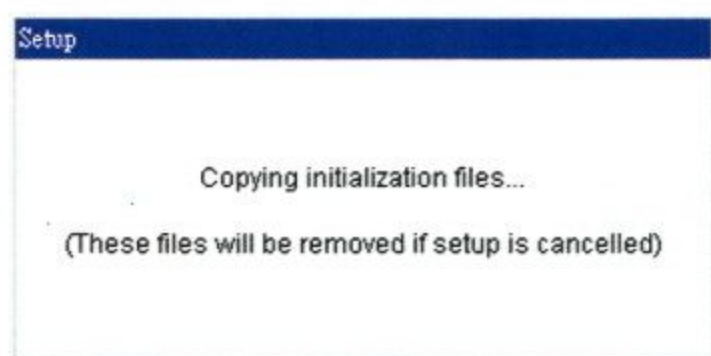 Setup
Copying initialization files...
(These files will be removed if setup is cancelled)